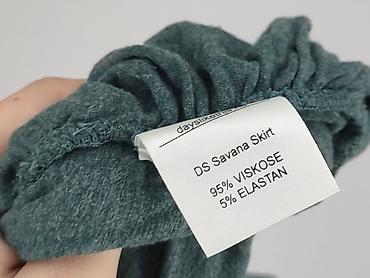 DS Savana Skirt
95% VISKOSE
5% ELASTAN